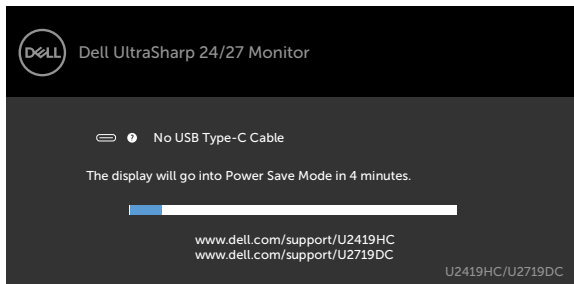 DELL
Dell UltraSharp 24/27 Monitor
? No USB Type-C Cable
The display will go into Power Save Mode in 4 minutes.
www.dell.com/support/U2419HC
www.dell.com/support/U2719DC
U2419HC/U2719DC